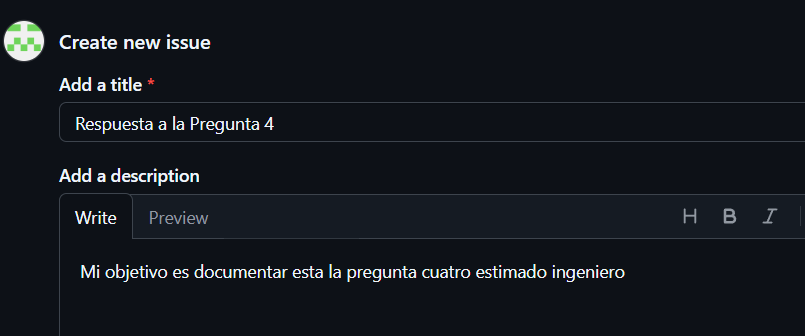 Create new issue
Add a title *
Respuesta a la Pregunta 4
Add a description
Write Preview H B I
Mi objetivo es documentar esta la pregunta cuatro estimado ingeniero